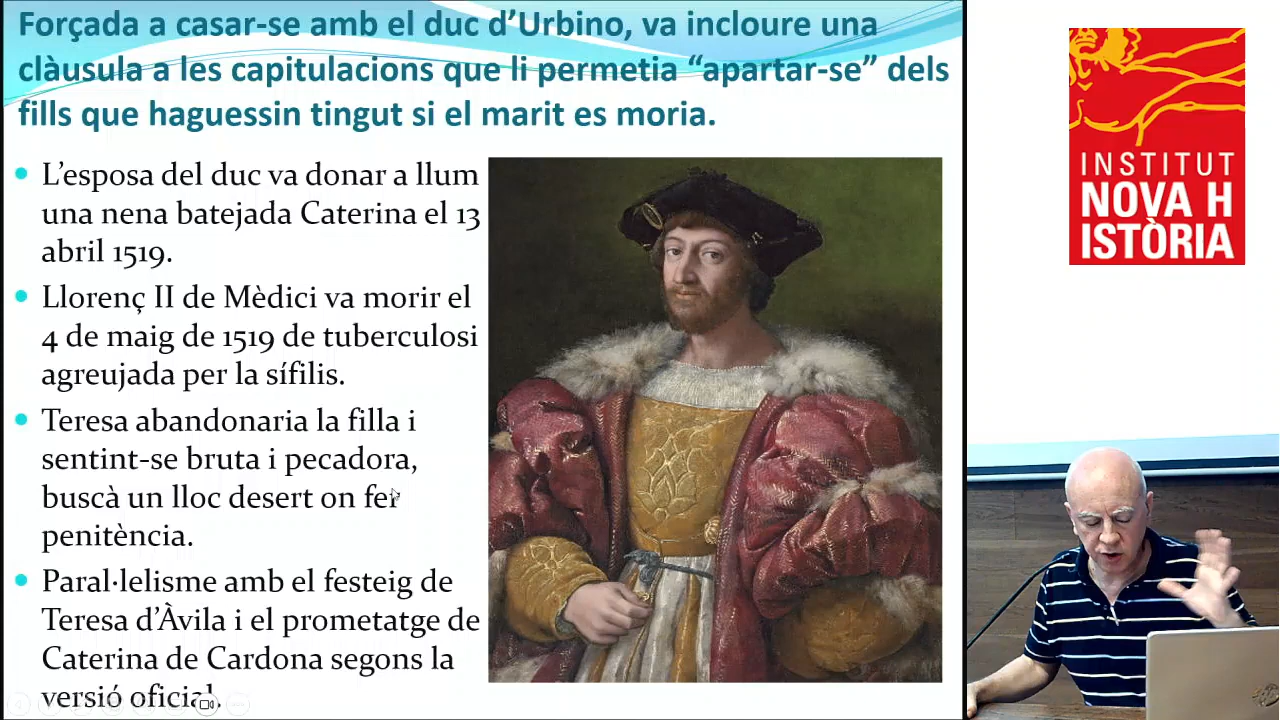 Forçada a casar-se amb el duc d’Urbino, va incloure una
clàusula a les capitulacions que li permetia “apartar-se” dels
fills que haguessin tingut si el marit es moria.
L’esposa del duc va donar a llum
una nena batejada Caterina el 13
abril 1519.
Llorenç II de Mèdici va morir el
4 de maig de 1519 de tuberculosi
agreujada per la sífilis.
Teresa abandonaria la filla i
sentint-se bruta i pecadora,
buscà un lloc desert on fer
penitència.
Paral·lelisme amb el festeig de
Teresa d’Àvila i el prometatge de
Caterina de Cardona segons la
versió oficial.
INSTITUT
NOVA H
ISTÒRIA